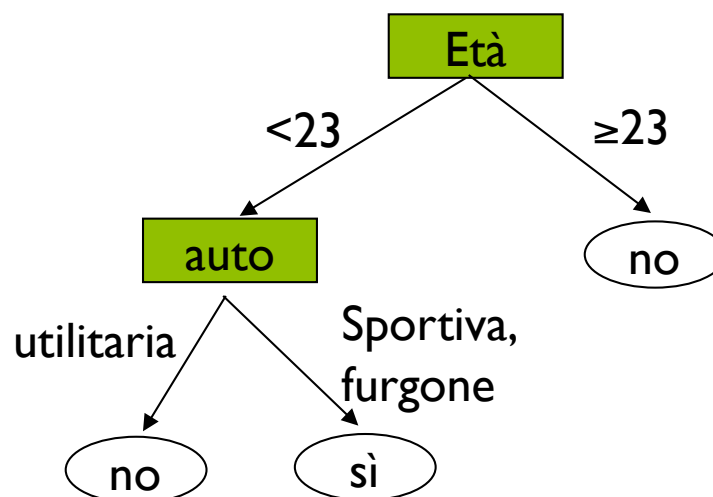 Età
<23
≥23
auto
no
utilitaria
Sportiva,
furgone
no
sì